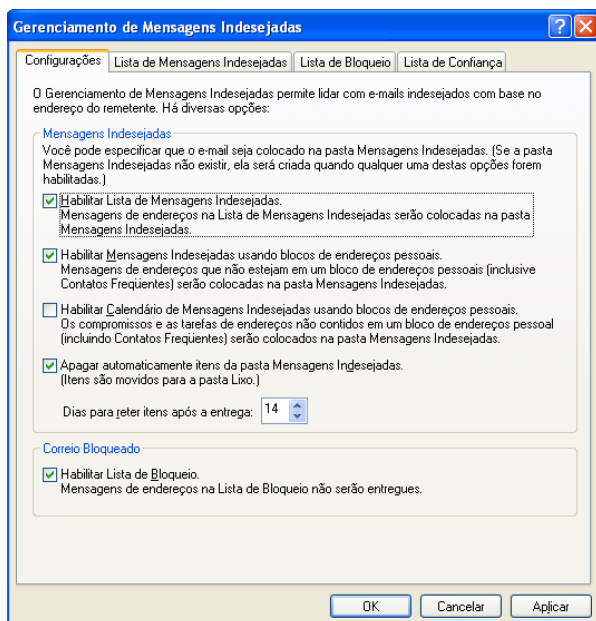 Gerenciamento de Mensagens Indesejadas
Configurações Lista de Mensagens Indesejadas Lista de Bloqueio Lista de Confiança
O Gerenciamento de Mensagens Indesejadas permite lidar com e-mails indesejados com base no
endereço do remetente. Há diversas opções:
Mensagens Indesejadas
Você pode especificar que o e-mail seja colocado na pasta Mensagens Indesejadas. (Se a pasta
Mensagens Indesejadas não existir, ela será criada quando qualquer uma destas opções forem
habilitadas.)
Habilitar Lista de Mensagens Indesejadas.
Mensagens de endereços na Lista de Mensagens Indesejadas serão colocadas na pasta
Mensagens Indesejadas.
Habilitar Mensagens Indesejadas usando blocos de endereços pessoais.
Mensagens de endereços que não estejam em um bloco de endereços pessoais (inclusive
Contatos Freqüentes) serão colocadas na pasta Mensagens Indesejadas.
Habilitar Calendário de Mensagens Indesejadas usando blocos de endereços pessoais.
Os compromissos e as tarefas de endereços não contidos em um bloco de endereços pessoal
(incluindo Contatos Freqüentes) serão colocados na pasta Mensagens Indesejadas.
Apagar automaticamente itens da pasta Mensagens Indesejadas.
(Itens são movidos para a pasta Lixo.)
Dias para reter itens após a entrega: 14
Correio Bloqueado
Habilitar Lista de Bloqueio.
Mensagens de endereços na Lista de Bloqueio não serão entregues.
OK Cancelar Aplicar